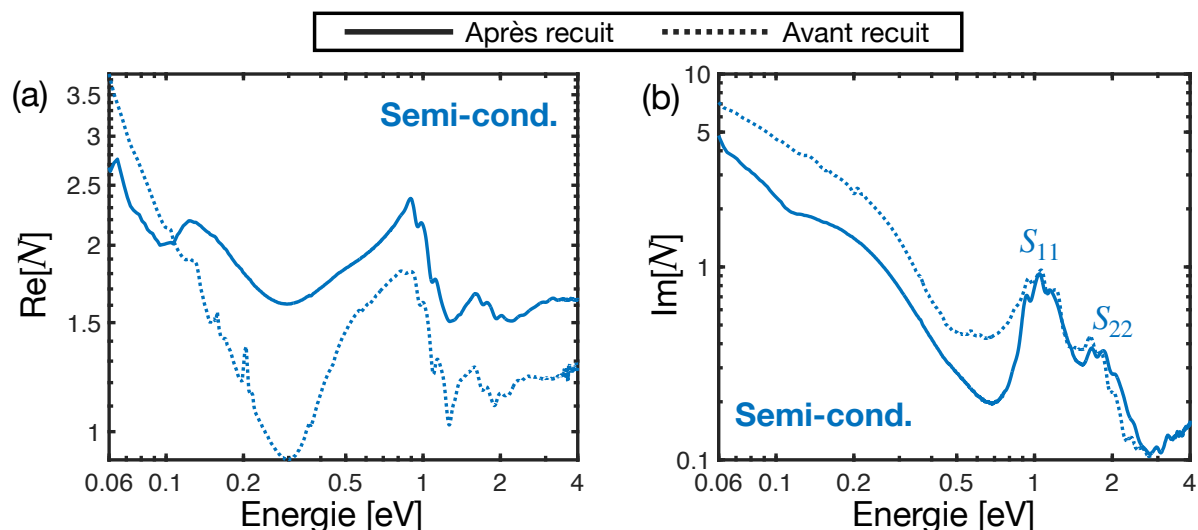 Après recuit Avant recuit
(a)
Semi-cond.
Re[N]
3.5
3
2.5
2
1.5
1
0.06 0.1 0.2 0.5 1 2 4
Energie [eV]
(b)
Im[N]
10
5
1
0.5
0.1
S11
S22
Semi-cond.
0.06 0.1 0.2 0.5 1 2 4
Energie [eV]